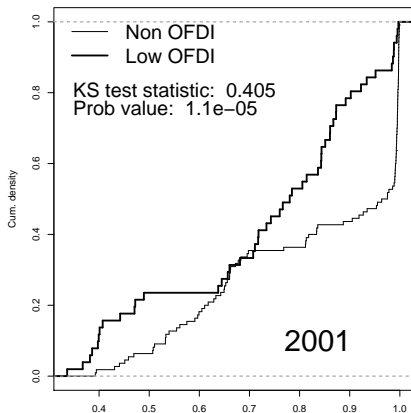 Non OFDI
Low OFDI
KS test statistic: 0.405
Prob value: 1.1e−05
Cum. density
1.0
0.8
0.6
0.4
0.2
0.0
2001
0.4 0.5 0.6 0.7 0.8 0.9 1.0